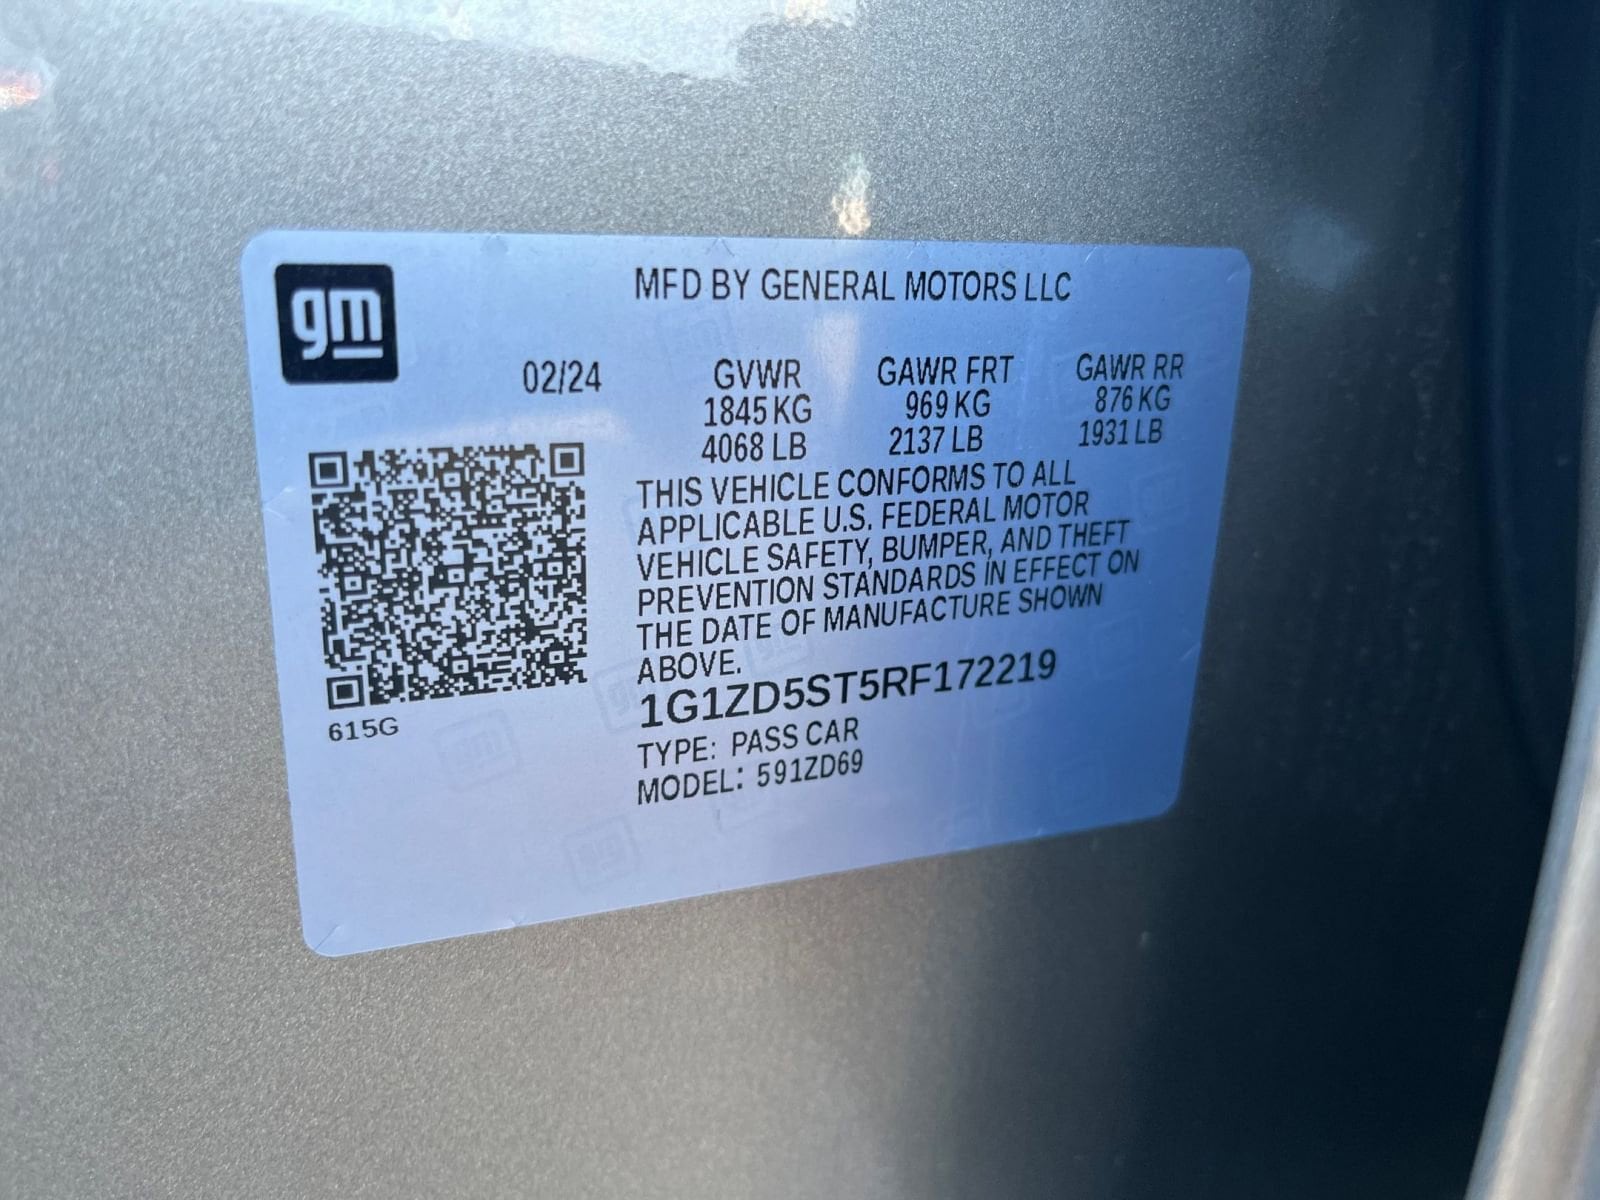 gm
MFD BY GENERAL MOTORS LLC
02/24 GVWR GAWR FRT GAWR RR
1845 KG 969 KG 876 KG
4068 LB 2137 LB 1931 LB
THIS VEHICLE CONFORMS TO ALL
APPLICABLE U.S. FEDERAL MOTOR
VEHICLE SAFETY, BUMPER, AND THEFT
PREVENTION STANDARDS IN EFFECT ON
THE DATE OF MANUFACTURE SHOWN
ABOVE.
1G1ZD5ST5RF172219
615G
TYPE: PASS CAR
MODEL: 591ZD69